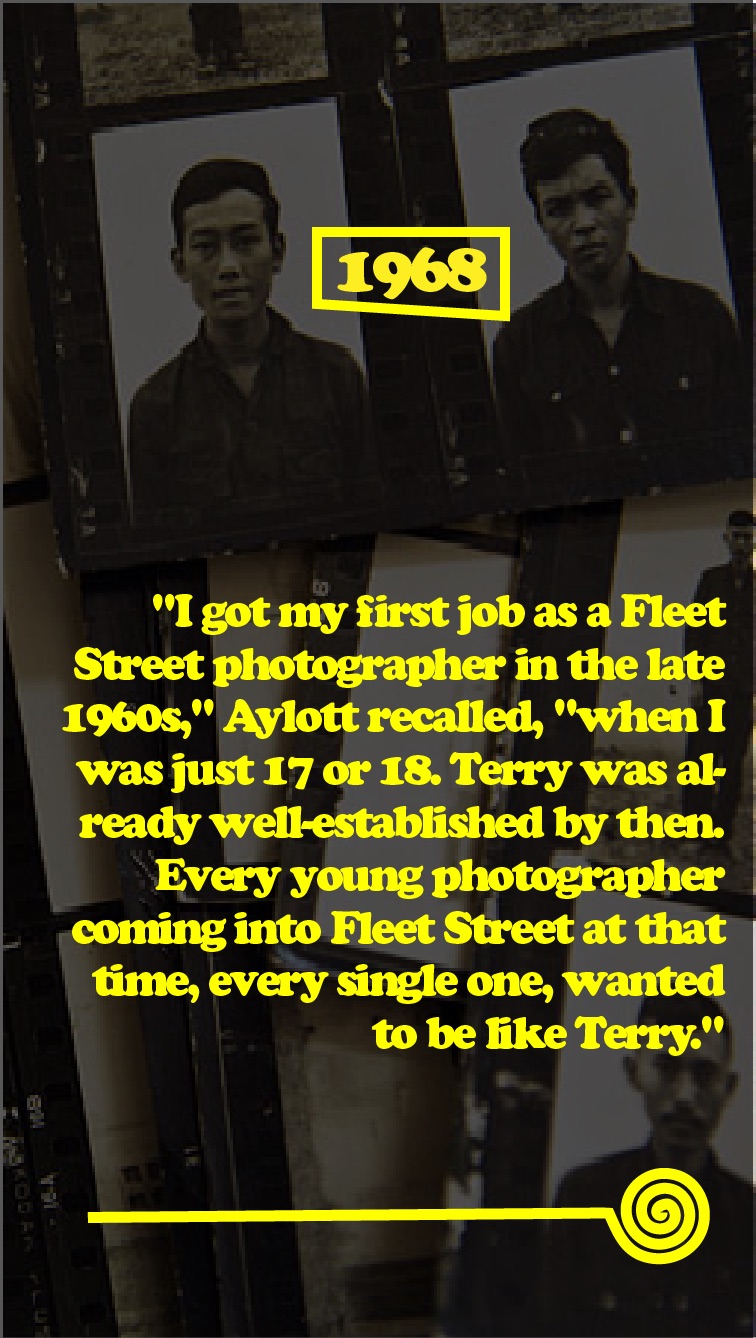 1968
"I got my first job as a Fleet
Street photographer in the late
1960s," Aylott recalled, "when I
was just 17 or 18. Terry was al-
ready well-established by then.
Every young photographer
coming into Fleet Street at that
time, every single one, wanted
to be like Terry."